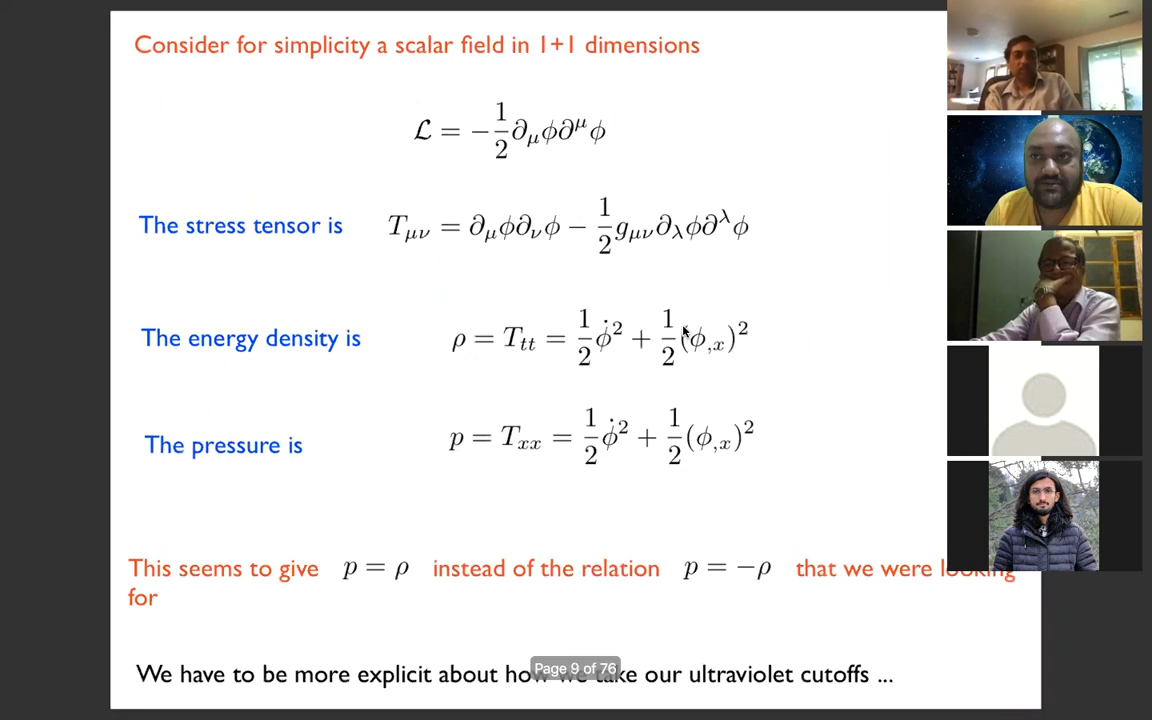 Consider for simplicity a scalar field in 1+1 dimensions
ℒ = −1/2 ∂_μϕ∂^μϕ
The stress tensor is T_μν = ∂_μϕ∂_νϕ − 1/2 g_μν∂_λϕ∂^λϕ
The energy density is ρ = T_tt = 1/2 ϕ̇² + 1/2 (ϕ_,x)²
The pressure is p = T_xx = 1/2 ϕ̇² + 1/2 (ϕ_,x)²
This seems to give p = ρ instead of the relation p = −ρ that we were looking
for
We have to be more explicit about how we take our ultraviolet cutoffs ...
Page 9 of 76